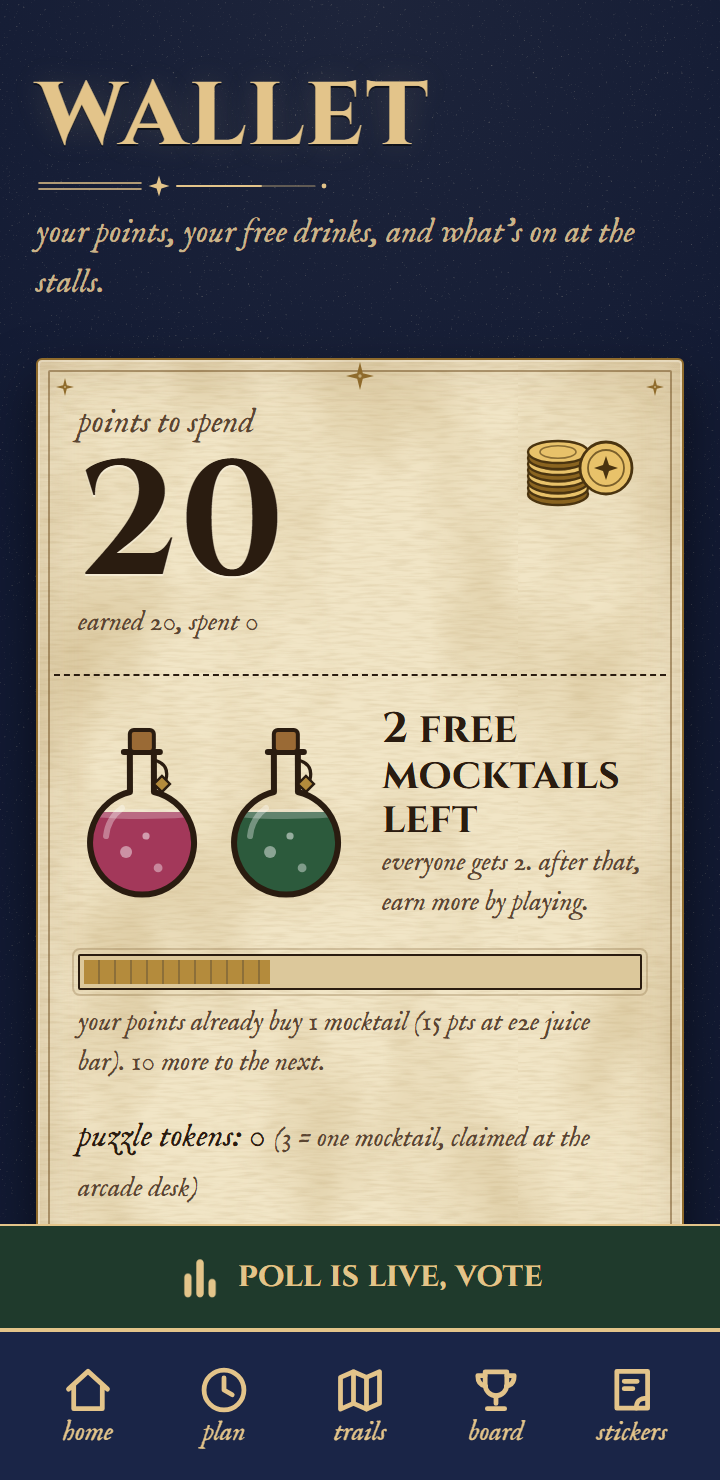 WALLET
your points, your free drinks, and what's on at the
stalls.
points to spend
20
earned 20, spent 0
2 FREE
MOCKTAILS
LEFT
everyone gets 2. after that,
earn more by playing.
your points already buy 1 mocktail (15 pts at e2e juice
bar). 10 more to the next.
puzzle tokens: 0 (3 = one mocktail, claimed at the
arcade desk)
POLL IS LIVE, VOTE
home plan trails board stickers